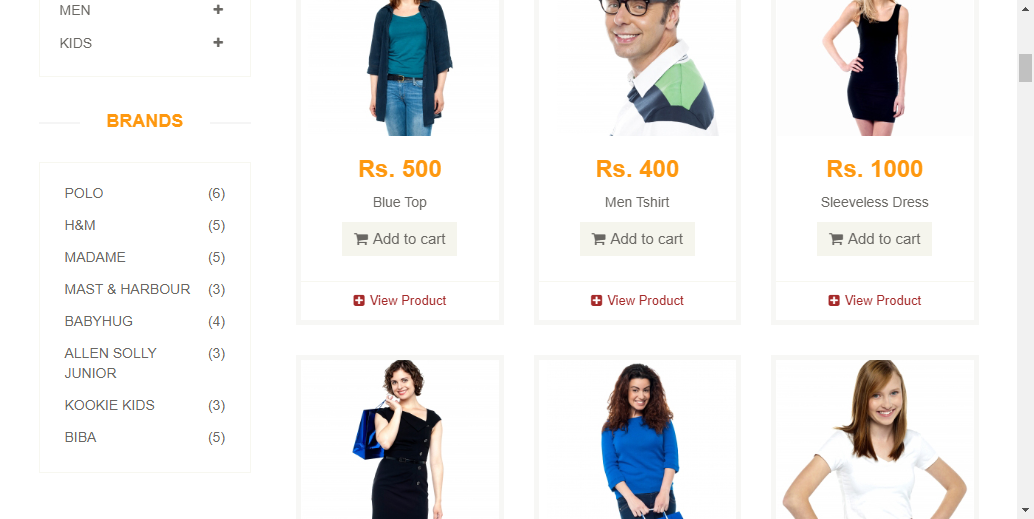 MEN
KIDS
BRANDS
POLO (6)
H&M (5)
MADAME (5)
MAST & HARBOUR (3)
BABYHUG (4)
ALLEN SOLLY (3)
JUNIOR
KOOKIE KIDS (3)
BIBA (5)
Rs. 500
Blue Top
Add to cart
View Product
Rs. 400
Men Tshirt
Add to cart
View Product
Rs. 1000
Sleeveless Dress
Add to cart
View Product